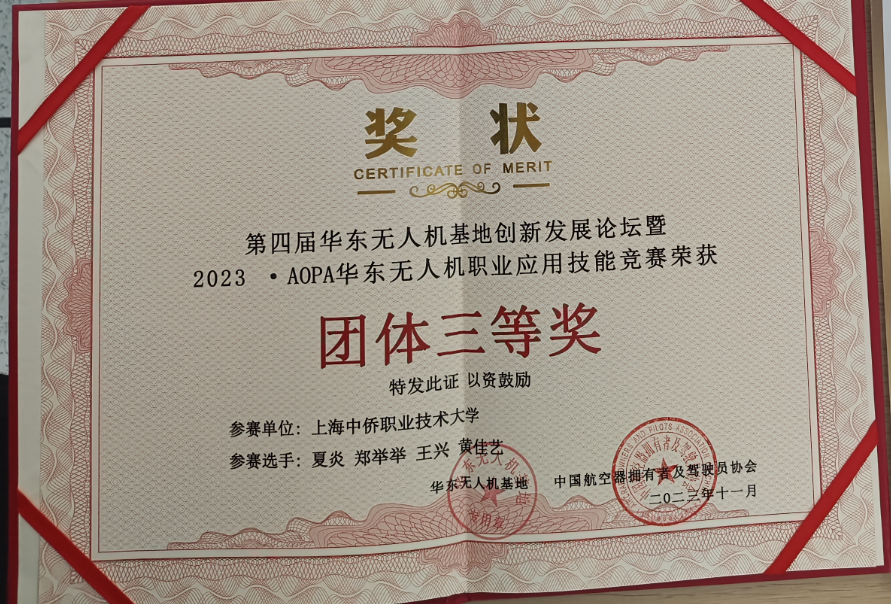 奖 状
CERTIFICATE OF MERIT
第四届华东无人机基地创新发展论坛暨
2023 ·AOPA华东无人机职业应用技能竞赛荣获
团体三等奖
特发此证 以资鼓励
参赛单位：上海中侨职业技术大学
参赛选手：夏炎 郑举举 王兴 黄佳艺
华东无人机基地
中国航空器拥有者及驾驶员协会
二〇二三年十一月
专用章